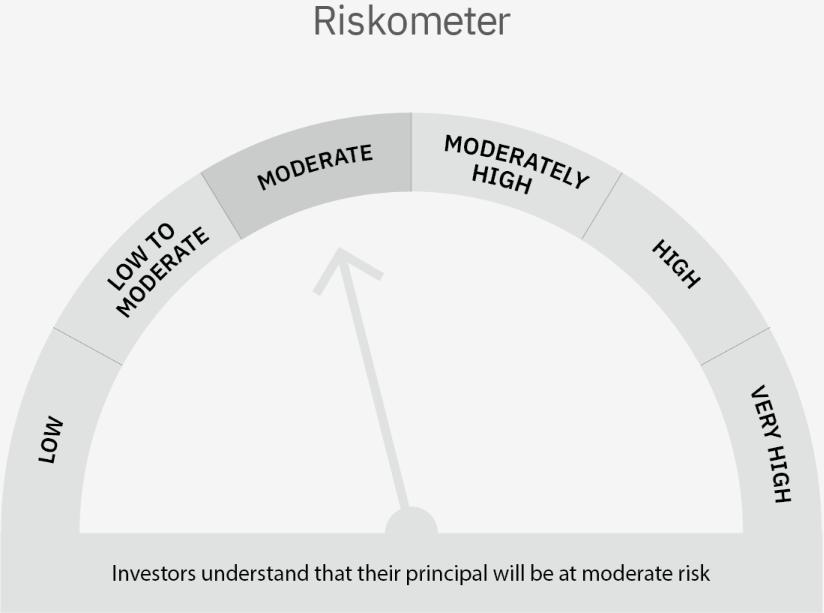 Riskometer
LOW
LOW TO
MODERATE
MODERATE
MODERATELY
HIGH
HIGH
VERY HIGH
Investors understand that their principal will be at moderate risk